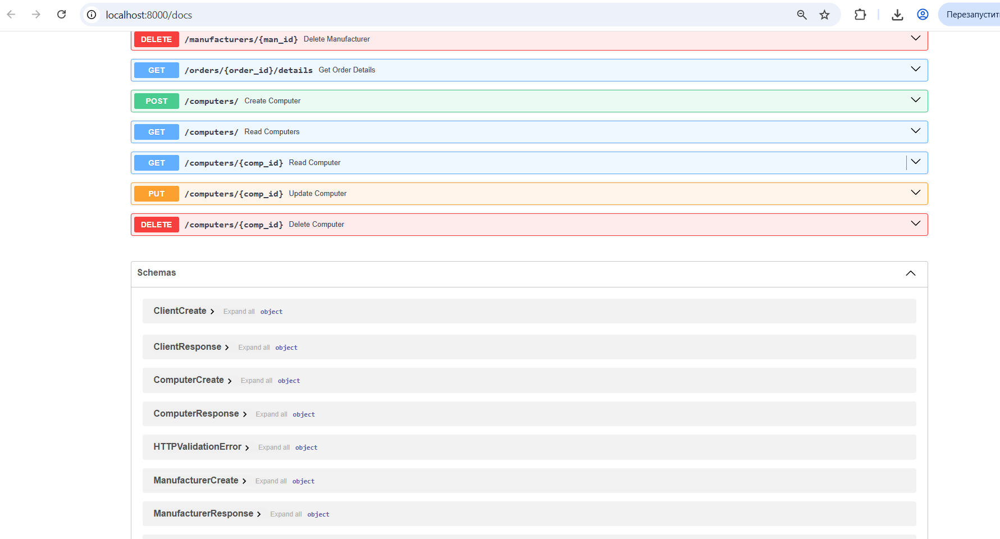 localhost:8000/docs
Перезапустит
DELETE /manufacturers/{man_id} Delete Manufacturer
GET /orders/{order_id}/details Get Order Details
POST /computers/ Create Computer
GET /computers/ Read Computers
GET /computers/{comp_id} Read Computer
PUT /computers/{comp_id} Update Computer
DELETE /computers/{comp_id} Delete Computer
Schemas
ClientCreate Expand all object
ClientResponse Expand all object
ComputerCreate Expand all object
ComputerResponse Expand all object
HTTPValidationError Expand all object
ManufacturerCreate Expand all object
ManufacturerResponse Expand all object